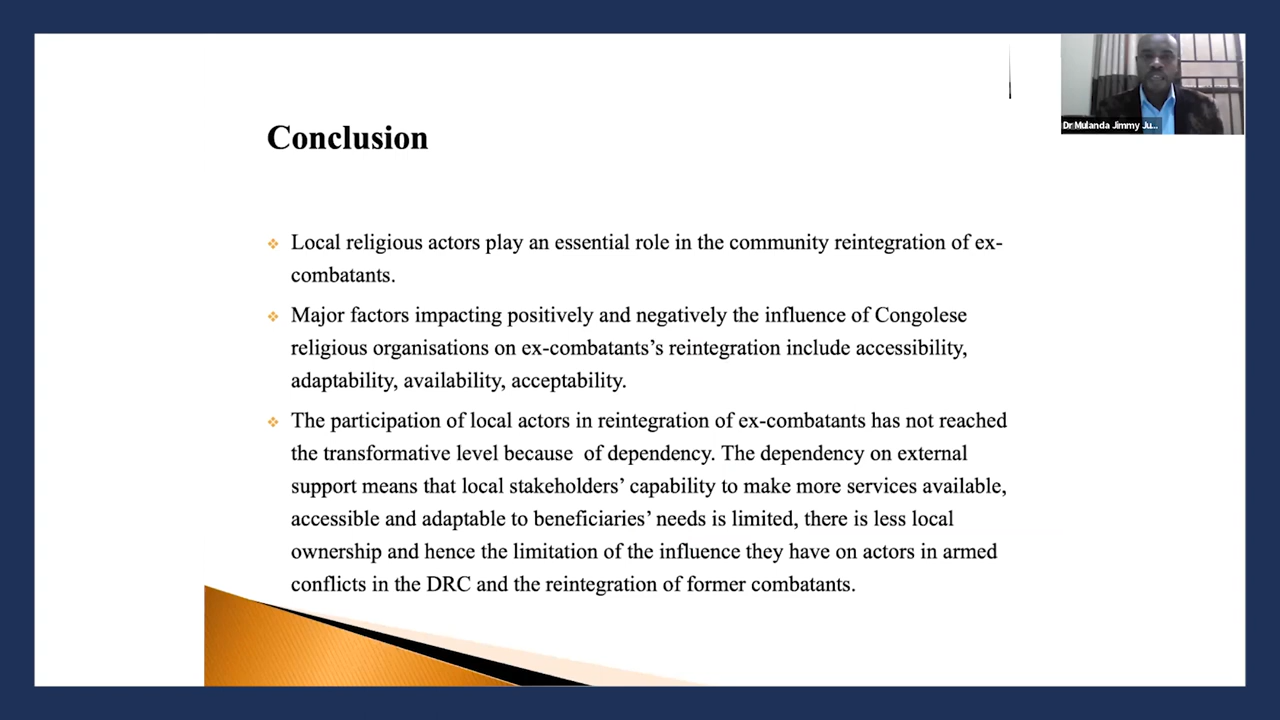 Dr Mulanda Jimmy Ju...
Conclusion
❖ Local religious actors play an essential role in the community reintegration of ex-
combatants.
❖ Major factors impacting positively and negatively the influence of Congolese
religious organisations on ex-combatants’s reintegration include accessibility,
adaptability, availability, acceptability.
❖ The participation of local actors in reintegration of ex-combatants has not reached
the transformative level because of dependency. The dependency on external
support means that local stakeholders’ capability to make more services available,
accessible and adaptable to beneficiaries’ needs is limited, there is less local
ownership and hence the limitation of the influence they have on actors in armed
conflicts in the DRC and the reintegration of former combatants.